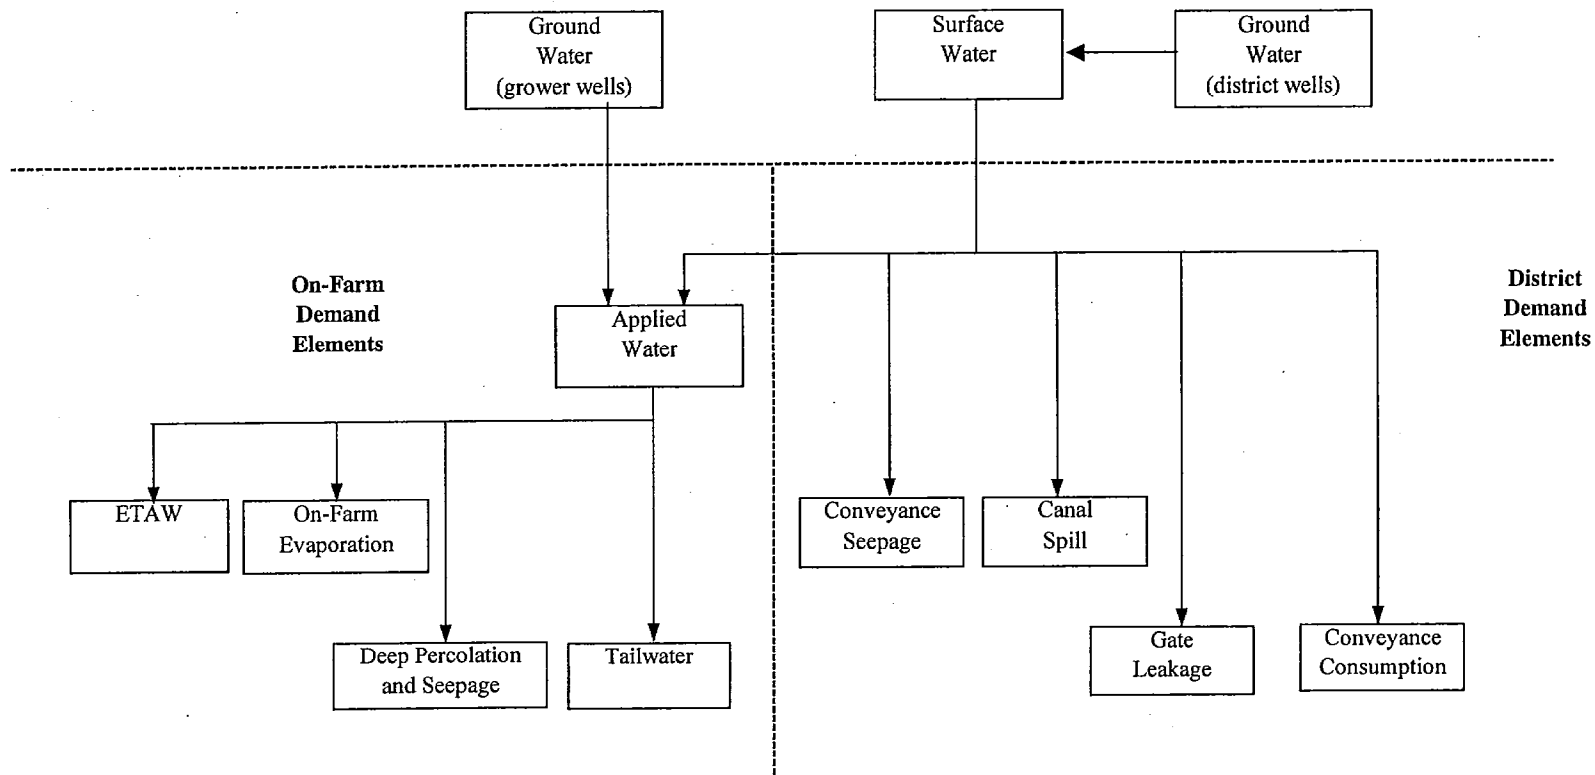 Ground
Water
(grower wells)
Surface
Water
Ground
Water
(district wells)
On-Farm
Demand
Elements
District
Demand
Elements
Applied
Water
ETAW
On-Farm
Evaporation
Conveyance
Seepage
Canal
Spill
Deep Percolation
and Seepage
Tailwater
Gate
Leakage
Conveyance
Consumption